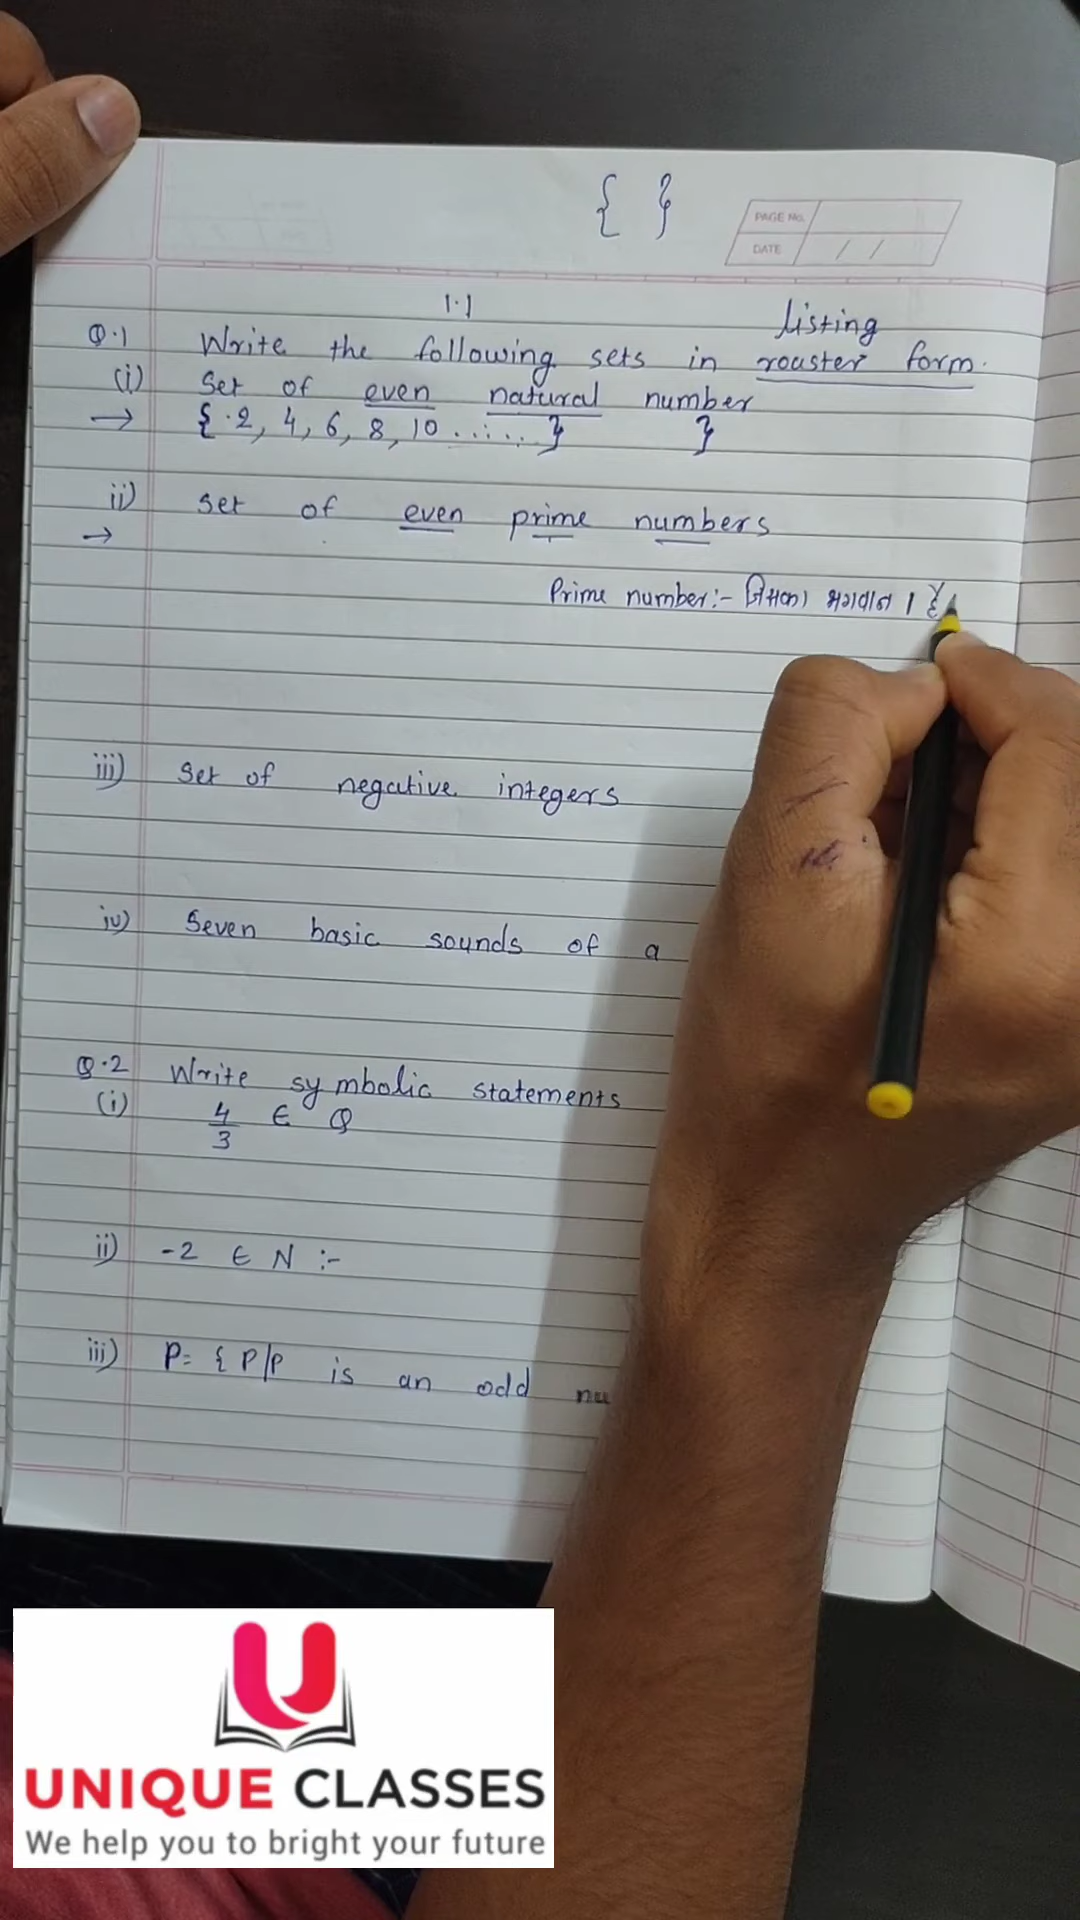 { }
PAGE No.
DATE / /
1.1
listing
Q.1 Write the following sets in rouster form.
(i) Set of even natural number
→ {.2, 4, 6, 8, 10 ........ } }
ii) Set of even prime numbers
→
Prime number:- जिसका भगवान 1
iii) Set of negative integers
iv) Seven basic sounds of a
Q.2 Write symbolic statements
(i) 4/3 ∈ Q
ii) -2 ∈ N :-
iii) P= { P/P is an odd nu
UNIQUE CLASSES
We help you to bright your future